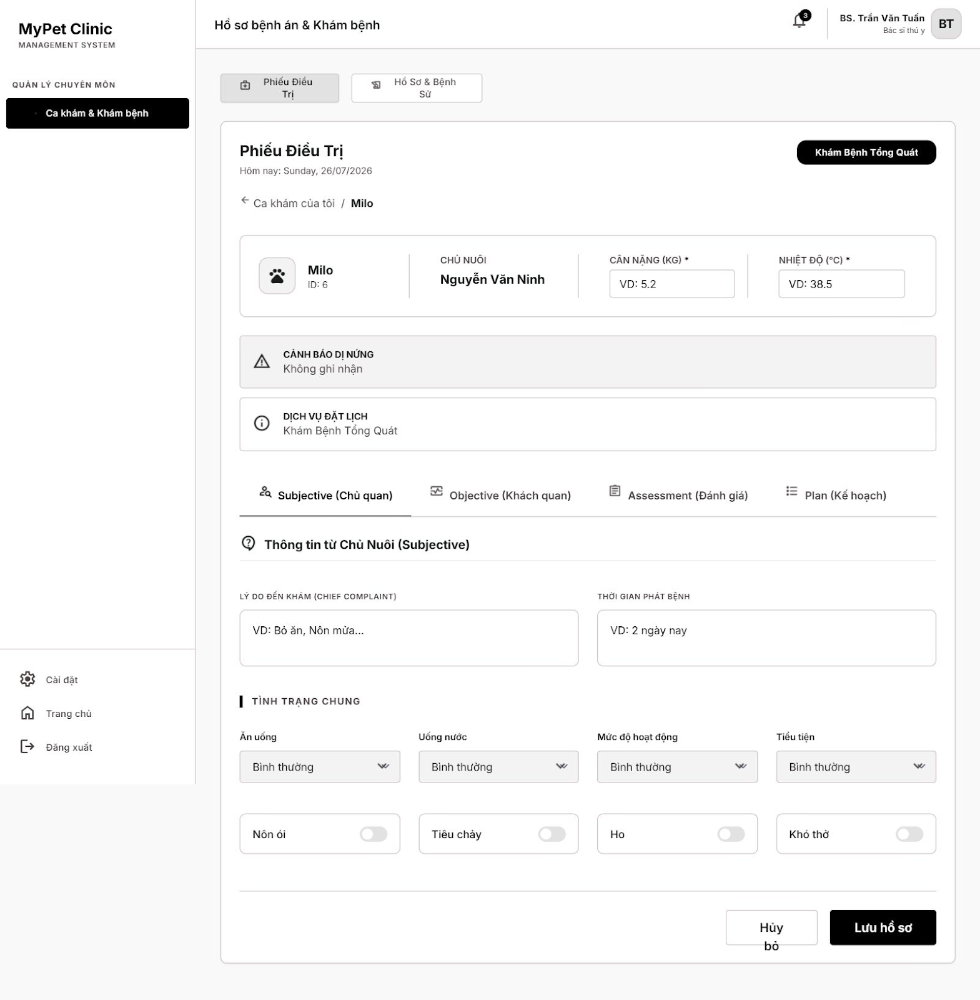 MyPet Clinic
MANAGEMENT SYSTEM
QUẢN LÝ CHUYÊN MÔN
Ca khám & Khám bệnh
Cài đặt
Trang chủ
Đăng xuất
Hồ sơ bệnh án & Khám bệnh
3
BS. Trần Văn Tuấn
Bác sĩ thú y
BT
Phiếu Điều
Trị
Hồ Sơ & Bệnh
Sử
Phiếu Điều Trị
Khám Bệnh Tổng Quát
Hôm nay: Sunday, 26/07/2026
Ca khám của tôi / Milo
Milo
ID: 6
CHỦ NUÔI
Nguyễn Văn Ninh
CÂN NẶNG (KG) *
VD: 5.2
NHIỆT ĐỘ (°C) *
VD: 38.5
CẢNH BÁO DỊ NỨNG
Không ghi nhận
DỊCH VỤ ĐẶT LỊCH
Khám Bệnh Tổng Quát
Subjective (Chủ quan)
Objective (Khách quan)
Assessment (Đánh giá)
Plan (Kế hoạch)
Thông tin từ Chủ Nuôi (Subjective)
LÝ DO ĐẾN KHÁM (CHIEF COMPLAINT)
THỜI GIAN PHÁT BỆNH
VD: Bỏ ăn, Nôn mửa...
VD: 2 ngày nay
TÌNH TRẠNG CHUNG
Ăn uống
Uống nước
Mức độ hoạt động
Tiểu tiện
Bình thường
Bình thường
Bình thường
Bình thường
Nôn ói
Tiêu chảy
Ho
Khó thở
Hủy
bỏ
Lưu hồ sơ